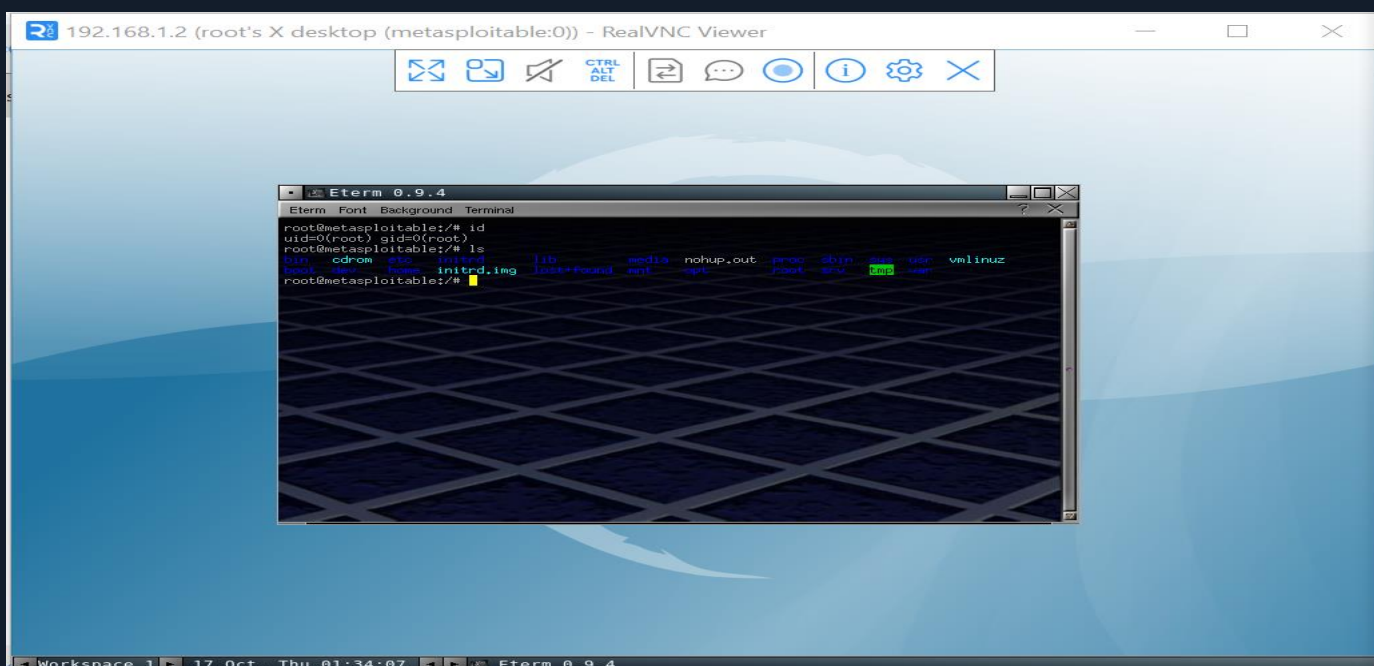 192.168.1.2 (root's X desktop (metasploitable:0)) - RealVNC Viewer
CTRL
ALT
DEL
Eterm 0.9.4
Eterm Font Background Terminal
root@metasploitable:/# id
uid=0(root) gid=0(root)
root@metasploitable:/# ls
bin cdrom etc initrd lib media nohup.out proc sbin sys usr vmlinuz
boot dev home initrd.img lost+found mnt opt root srv tmp var
root@metasploitable:/#
Workspace 1 17 Oct, Thu 01:34:07 Eterm 0.9.4